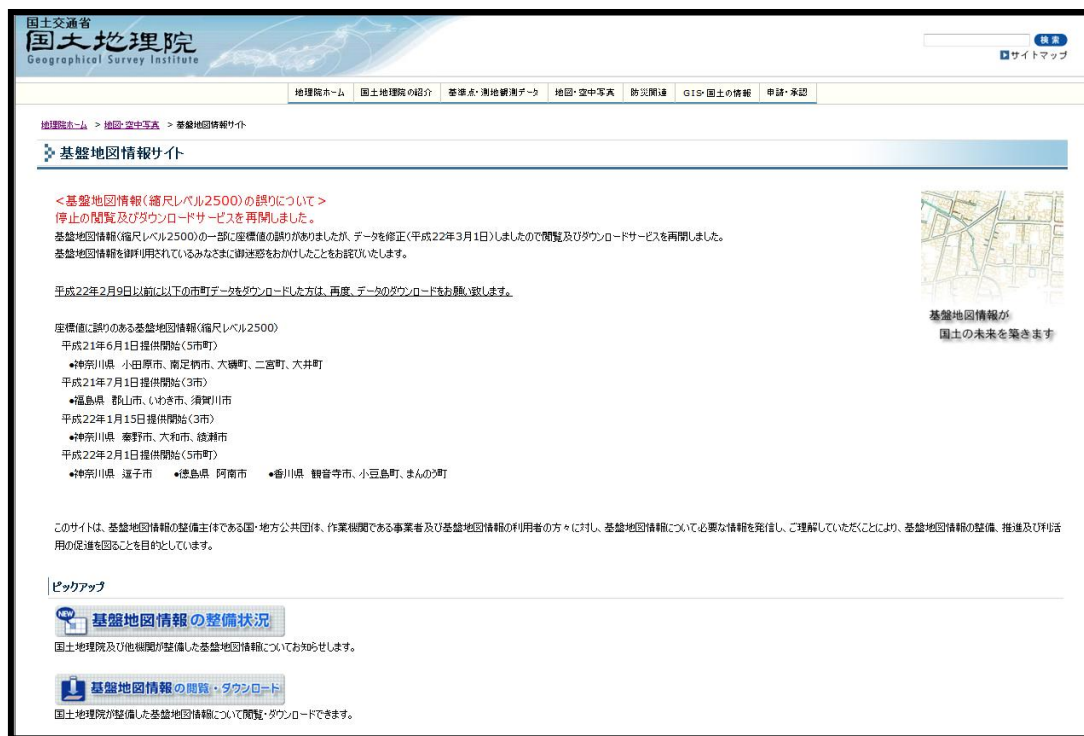 国土交通省
国土地理院
Geographical Survey Institute
検索
サイトマップ
地理院ホーム 国土地理院の紹介 基準点・測地観測データ 地図・空中写真 防災関連 GIS・国土の情報 申請・承認
地理院ホーム > 地図・空中写真 > 基盤地図情報サイト
基盤地図情報サイト
<基盤地図情報(縮尺レベル2500)の誤りについて>
停止の閲覧及びダウンロードサービスを再開しました。
基盤地図情報(縮尺レベル2500)の一部に座標値の誤りがありましたが、データを修正(平成22年3月1日)しましたので閲覧及びダウンロードサービスを再開しました。
基盤地図情報を御利用されているみなさまに御迷惑をおかけしたことをお詫びいたします。
平成22年2月9日以前に以下の市町データをダウンロードした方は、再度、データのダウンロードをお願い致します。
座標値に誤りのある基盤地図情報(縮尺レベル2500)
平成21年6月1日提供開始(5市町)
●神奈川県 小田原市、南足柄市、大磯町、二宮町、大井町
平成21年7月1日提供開始(3市)
●福島県 郡山市、いわき市、須賀川市
平成22年1月15日提供開始(3市)
●神奈川県 秦野市、大和市、綾瀬市
平成22年2月1日提供開始(5市町)
●神奈川県 逗子市 ●徳島県 阿南市 ●香川県 観音寺市、小豆島町、まんのう町
基盤地図情報が
国土の未来を築きます
このサイトは、基盤地図情報の整備主体である国・地方公共団体、作業機関である事業者及び基盤地図情報の利用者の方々に対し、基盤地図情報について必要な情報を発信し、ご理解していただくことにより、基盤地図情報の整備、推進及び利活
用の促進を図ることを目的としています。
ピックアップ
NEW 基盤地図情報の整備状況
国土地理院及び他機関が整備した基盤地図情報についてお知らせします。
基盤地図情報の閲覧・ダウンロード
国土地理院が整備した基盤地図情報について閲覧・ダウンロードできます。